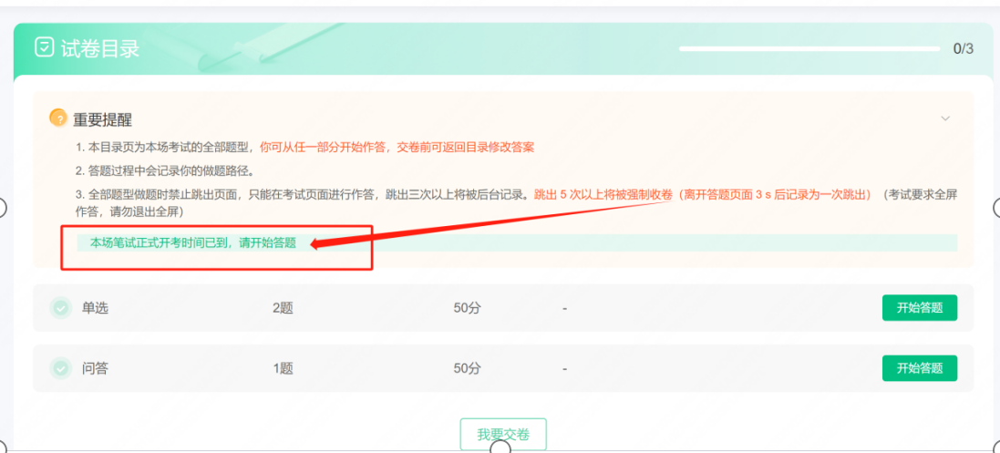 试卷目录
0/3
重要提醒
1. 本目录页为本场考试的全部题型，你可从任一部分开始作答，交卷前可返回目录修改答案
2. 答题过程中会记录你的做题路径。
3. 全部题型做题时禁止跳出页面，只能在考试页面进行作答，跳出三次以上将被后台记录。跳出 5 次以上将被强制收卷（离开答题页面 3 s 后记录为一次跳出）（考试要求全屏
作答，请勿退出全屏）
本场笔试正式开考时间已到，请开始答题
单选 2题 50分 - 开始答题
问答 1题 50分 - 开始答题
我要交卷